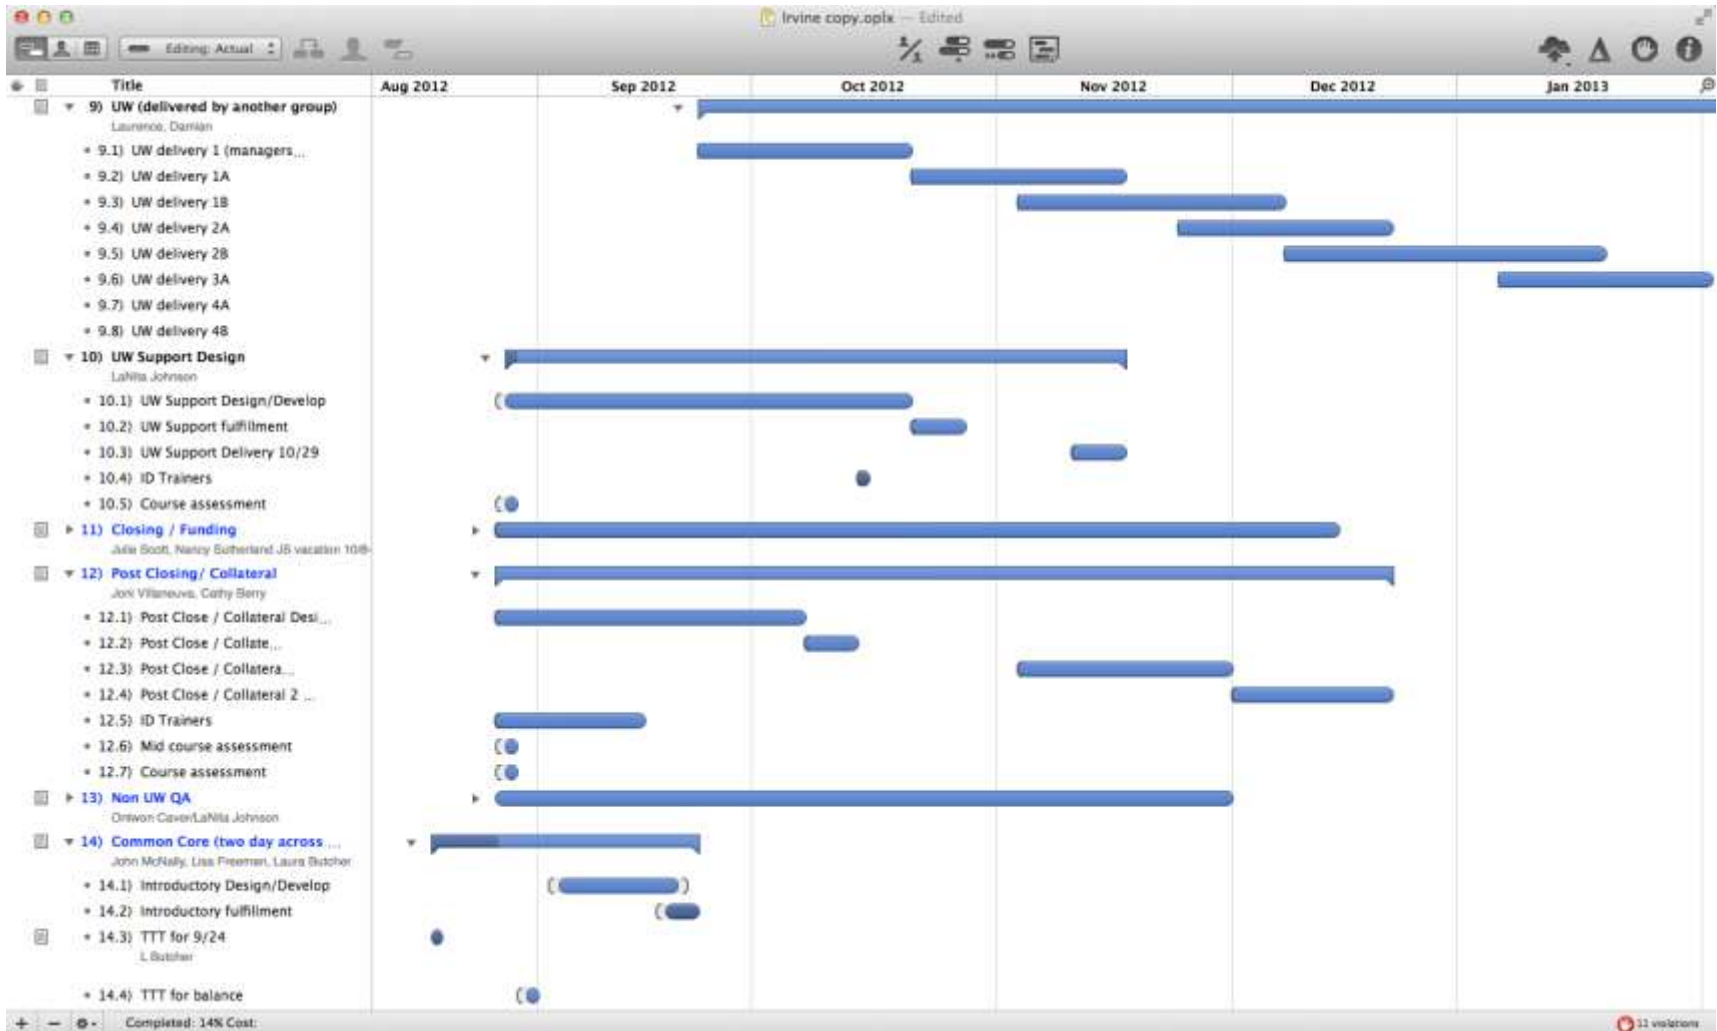 Irvine copy.oplx — Edited
Editing: Actual
Title
Aug 2012 Sep 2012 Oct 2012 Nov 2012 Dec 2012 Jan 2013
9) UW (delivered by another group)
Laurence, Damian
9.1) UW delivery 1 (managers...
9.2) UW delivery 1A
9.3) UW delivery 1B
9.4) UW delivery 2A
9.5) UW delivery 2B
9.6) UW delivery 3A
9.7) UW delivery 4A
9.8) UW delivery 4B
10) UW Support Design
LaNita Johnson
10.1) UW Support Design/Develop
10.2) UW Support fulfillment
10.3) UW Support Delivery 10/29
10.4) ID Trainers
10.5) Course assessment
11) Closing / Funding
Julie Scott, Nancy Sutherland JS vacation 10/8-
12) Post Closing/ Collateral
Joni Villanueva, Cathy Berry
12.1) Post Close / Collateral Desi...
12.2) Post Close / Collate...
12.3) Post Close / Collatera...
12.4) Post Close / Collateral 2 ...
12.5) ID Trainers
12.6) Mid course assessment
12.7) Course assessment
13) Non UW QA
Caver/LaNita Johnson
14) Common Core (two day across ...
John McNally, Lisa Freeman, Laura Butcher
14.1) Introductory Design/Develop
14.2) Introductory fulfillment
14.3) TTT for 9/24
L Butcher
14.4) TTT for balance
Completed: 14% Cost:
11 violations